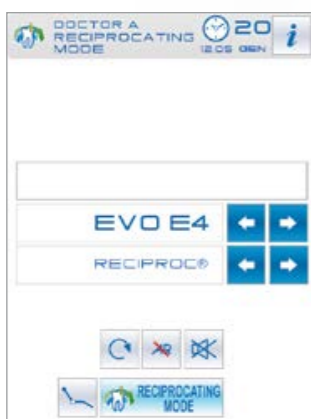 DOCTOR A
RECIPROCATING
MODE
20
12:05 GEN
i
EVO E4
RECIPROC®
RECIPROCATING
MODE